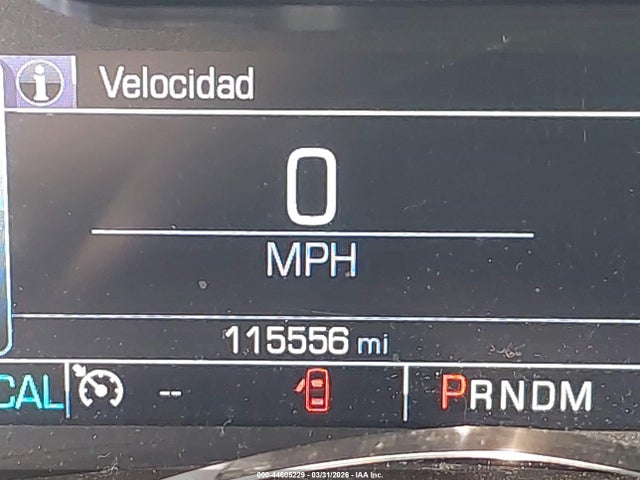 i Velocidad
0
MPH
115556 mi
CAL -- PRNDM
000-44605229 - 03/31/2026 - IAA Inc.